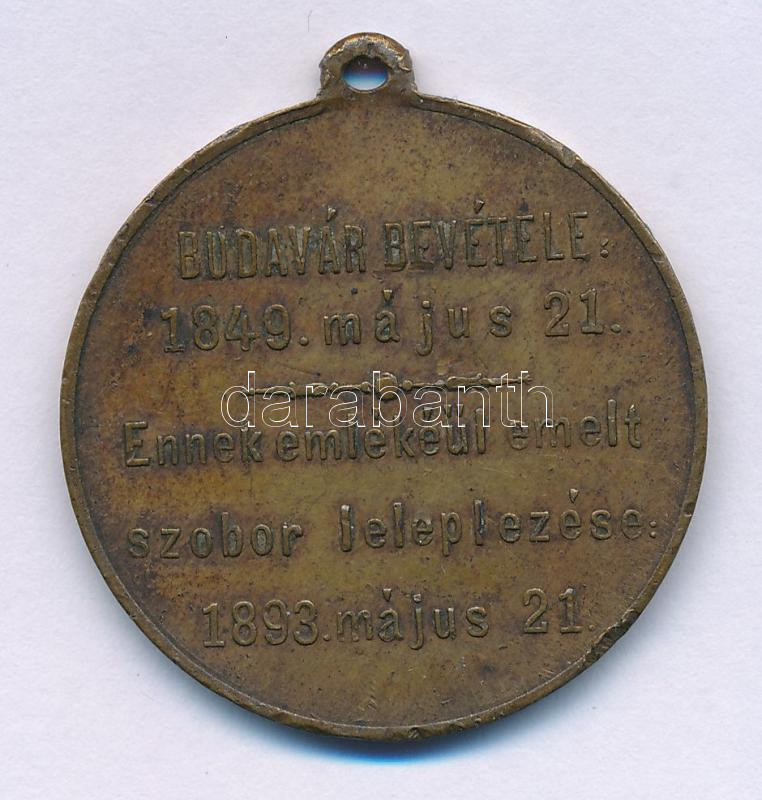 BUDAVÁR BEVÉTELE:
1849. május 21.
darabanth
Ennek emlékéül emelt
szobor leleplezése:
1893. május 21.